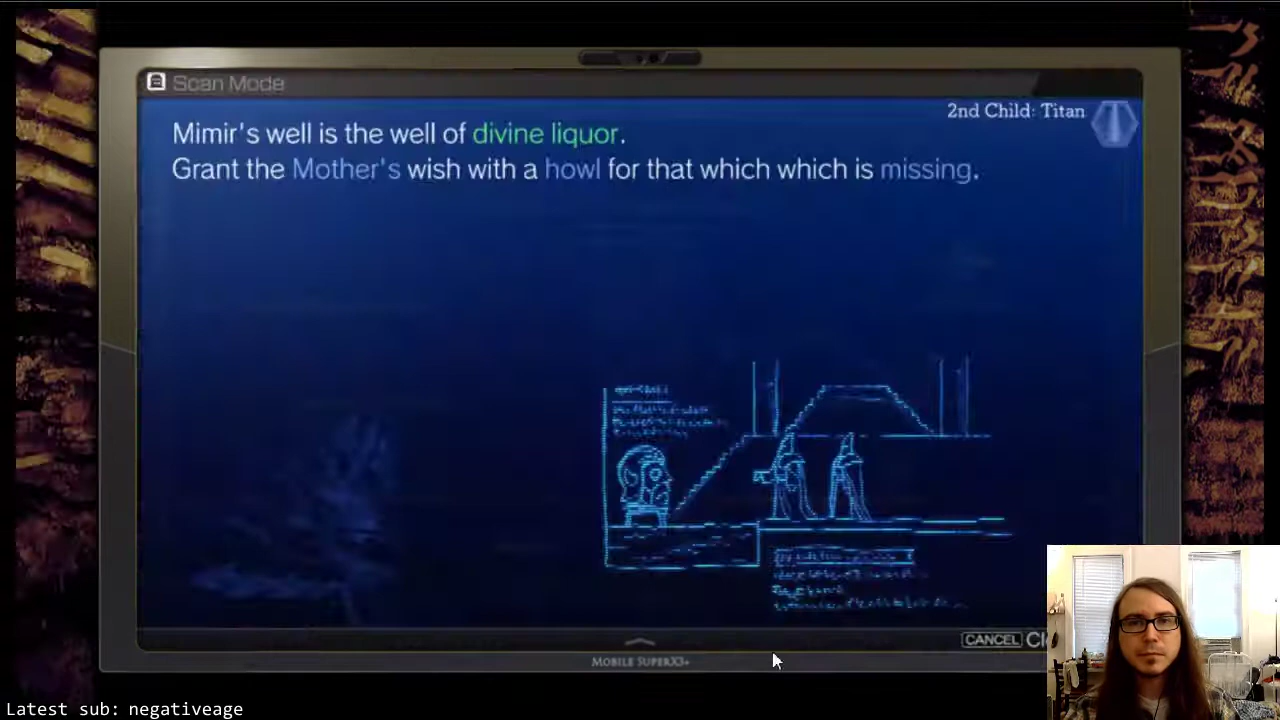 Scan Mode
2nd Child: Titan
Mimir's well is the well of divine liquor.
Grant the Mother's wish with a howl for that which which is missing.
CANCEL
MOBILE SUPERX3+
Latest sub: negativeage